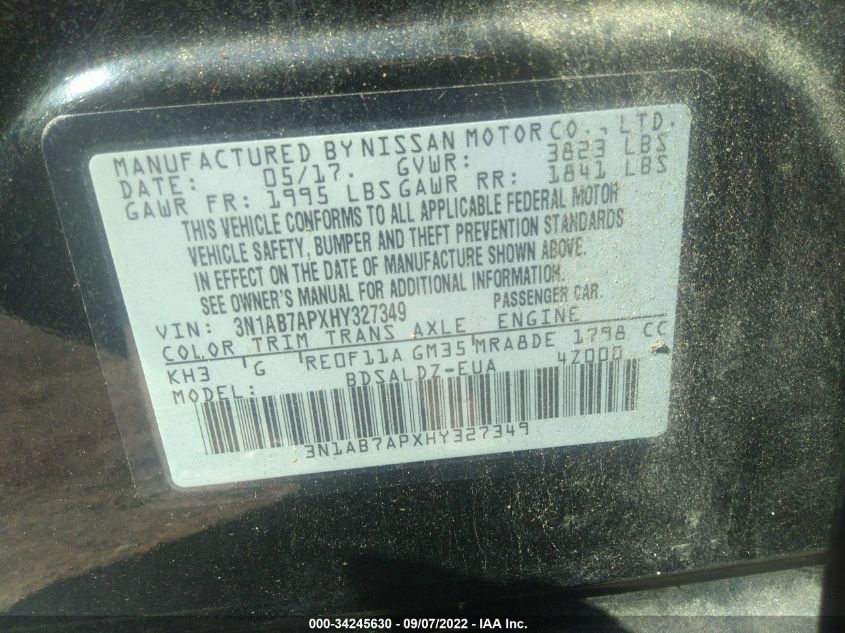 MANUFACTURED BY NISSAN MOTOR CO., LTD.
DATE: 05/17. GVWR: 3823 LBS
GAWR FR: 1995 LBS GAWR RR: 1841 LBS
THIS VEHICLE CONFORMS TO ALL APPLICABLE FEDERAL MOTOR
VEHICLE SAFETY, BUMPER AND THEFT PREVENTION STANDARDS
IN EFFECT ON THE DATE OF MANUFACTURE SHOWN ABOVE.
SEE OWNER'S MANUAL FOR ADDITIONAL INFORMATION.
VIN: 3N1AB7APXHY327349 PASSENGER CAR.
COLOR TRIM TRANS AXLE ENGINE
KH3 G RE0F11A GM35 MRA8DE 1798 CC
MODEL: BDSALDZ-EUA 4Z000
3N1AB7APXHY327349
000-34245630 - 09/07/2022 - IAA Inc.